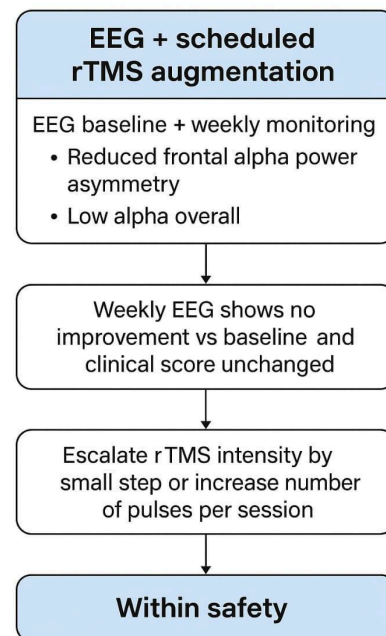 EEG + scheduled
rTMS augmentation
EEG baseline + weekly monitoring
• Reduced frontal alpha power
asymmetry
• Low alpha overall
Weekly EEG shows no
improvement vs baseline and
clinical score unchanged
Escalate rTMS intensity by
small step or increase number
of pulses per session
Within safety